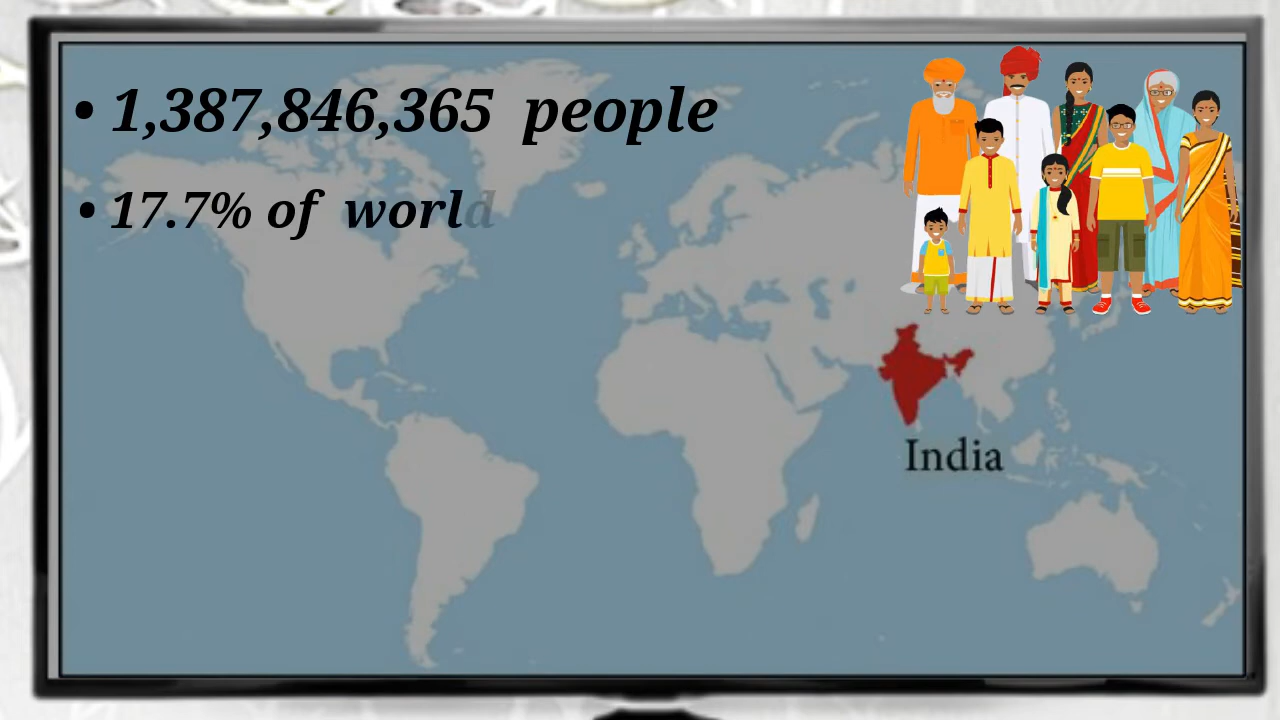 • 1,387,846,365 people
• 17.7% of world
India